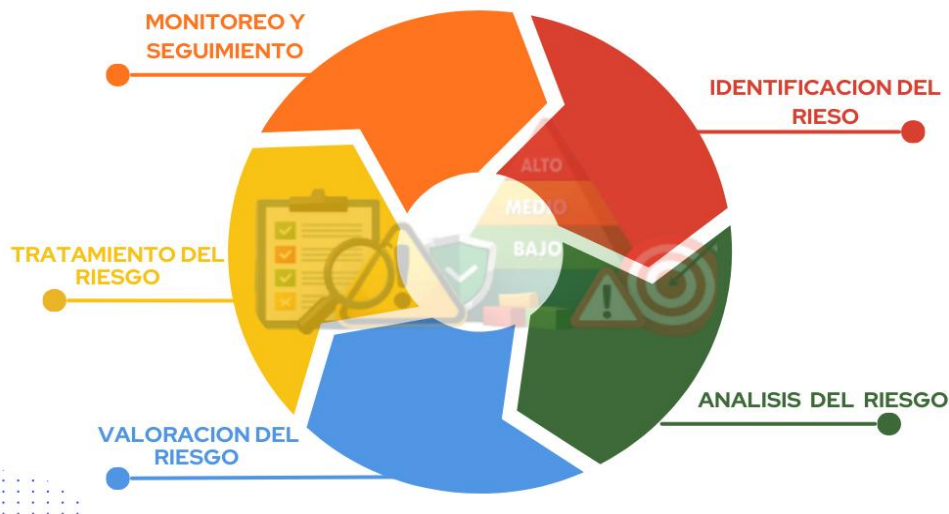 MONITOREO Y
SEGUIMIENTO
IDENTIFICACION DEL
RIESO
ALTO
MEDIO
BAJO
TRATAMIENTO DEL
RIESGO
ANALISIS DEL RIESGO
VALORACION DEL
RIESGO